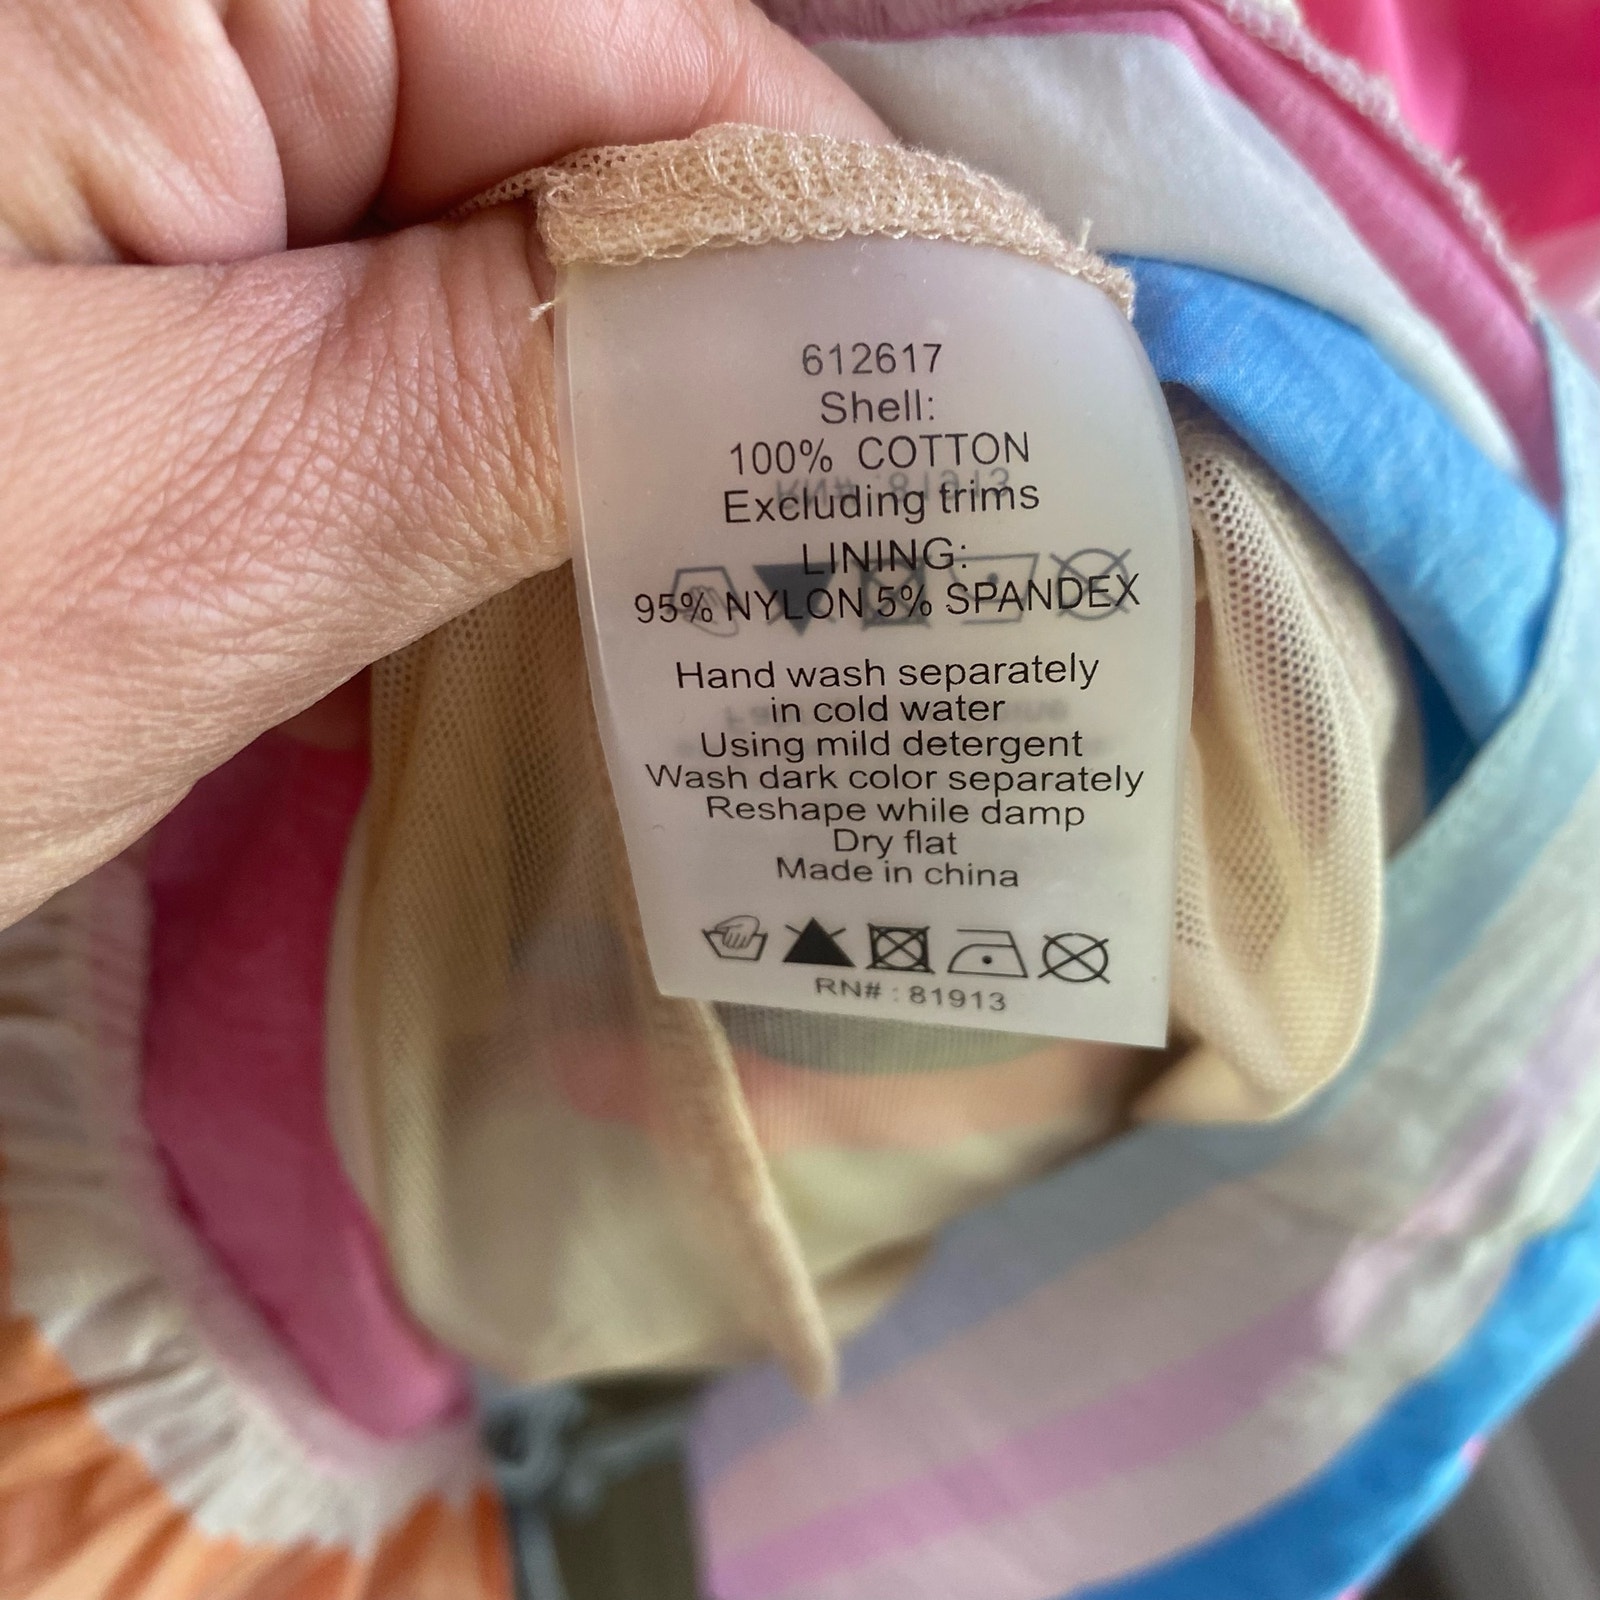 612617
Shell:
100% COTTON
Excluding trims
LINING:
95% NYLON 5% SPANDEX
Hand wash separately
in cold water
Using mild detergent
Wash dark color separately
Reshape while damp
Dry flat
Made in china
RN# : 81913